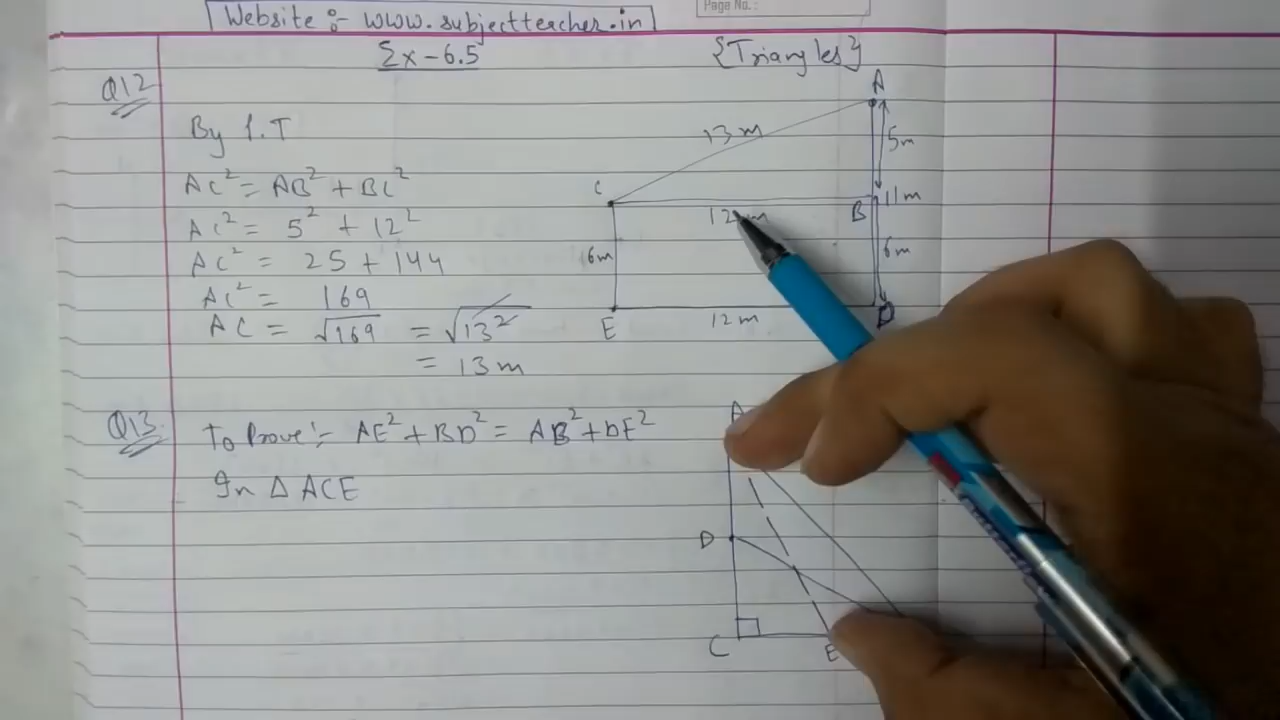 Website :- www.subjectteacher.in
Page No.:
Ex-6.5
{Triangles}
Q12
By P.T
AC² = AB² + BC²
AC² = 5² + 12²
AC² = 25 + 144
AC² = 169
AC = √169 = √13²
= 13 m
A
13 m
5m
C
11m
12m
B
6m
6m
E
12 m
D
Q13
To Prove:- AE² + BD² = AB² + DE²
In Δ ACE
A
D
C
E